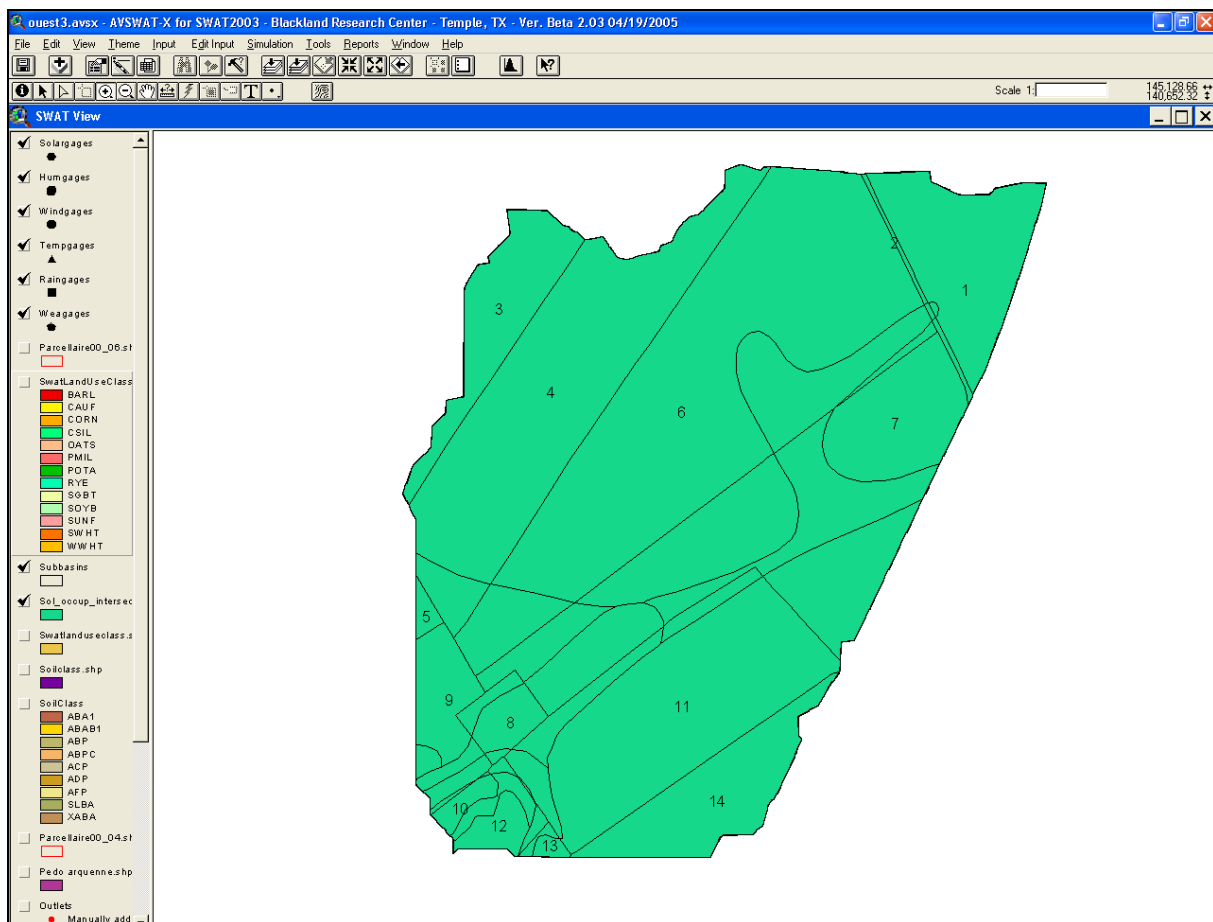 ouest3.avsx - AVSWAT-X for SWAT2003 - Blackland Research Center - Temple, TX - Ver. Beta 2.03 04/19/2005
File Edit View Theme Input Edit Input Simulation Tools Reports Window Help
Scale 1: 145,128.66
140,652.32
SWAT View
Solargages
Humgages
Windgages
Tempgages
Raingages
Weagages
Parcellaire00_06.sh
SwatLandUseClass
BARL
CAUF
CORN
CSIL
OATS
PMIL
POTA
RYE
SGBT
SOYB
SUNF
SWHT
WWHT
Subbasins
Sol_occup_intersec
Swatlanduseclass.s
Soilclass.shp
SoilClass
ABA1
ABAB1
ABP
ABPC
ACP
ADP
AFP
SLBA
XABA
Parcellaire00_04.sh
Pedo arquenne.shp
Outlets
Manually add
2
1
3
4
6
7
5
9
8
11
10
12
13
14